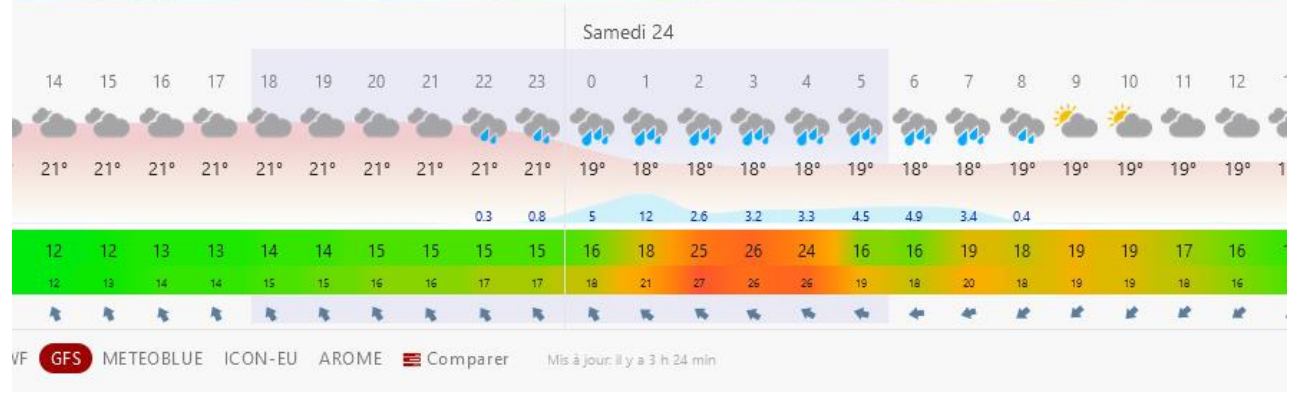 Samedi 24
14 15 16 17 18 19 20 21 22 23 0 1 2 3 4 5 6 7 8 9 10 11 12
21° 21° 21° 21° 21° 21° 21° 21° 21° 21° 19° 18° 18° 18° 18° 19° 18° 18° 19° 19° 19° 19° 19° 1
0.3 0.8 5 12 2.6 3.2 3.3 4.5 4.9 3.4 0.4
12 12 13 13 14 14 15 15 15 15 16 18 25 26 24 16 16 19 18 19 19 17 16
12 13 14 14 15 15 16 16 17 17 18 21 27 26 26 19 18 20 18 19 19 18 16
WF GFS METEOBLUE ICON-EU AROME Comparer Mis à jour: il y a 3 h 24 min